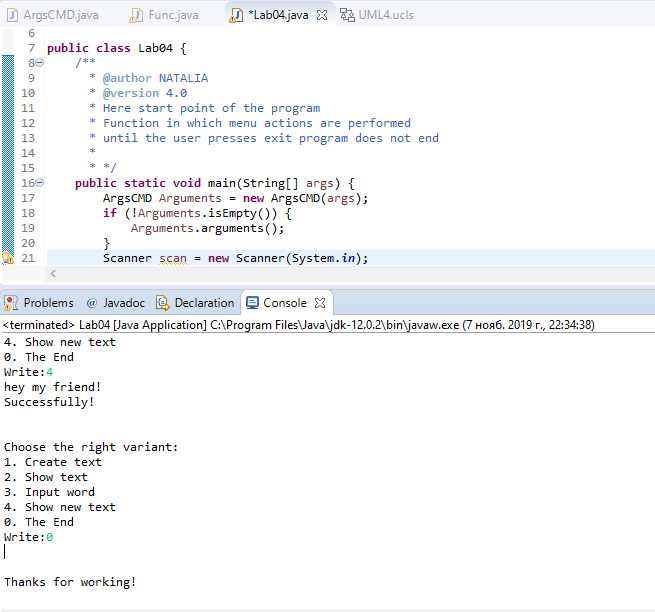 ArgsCMD.java Func.java *Lab04.java UML4.ucls
6
7 public class Lab04 {
8 /**
9 * @author NATALIA
10 * @version 4.0
11 * Here start point of the program
12 * Function in which menu actions are performed
13 * until the user presses exit program does not end
14 *
15 * */
16 public static void main(String[] args) {
17 ArgsCMD Arguments = new ArgsCMD(args);
18 if (!Arguments.isEmpty()) {
19 Arguments.arguments();
20 }
21 Scanner scan = new Scanner(System.in);
Problems @ Javadoc Declaration Console
<terminated> Lab04 [Java Application] C:\Program Files\Java\jdk-12.0.2\bin\javaw.exe (7 нояб. 2019 г., 22:34:38)
4. Show new text
0. The End
Write:4
hey my friend!
Successfully!
Choose the right variant:
1. Create text
2. Show text
3. Input word
4. Show new text
0. The End
Write:0
Thanks for working!